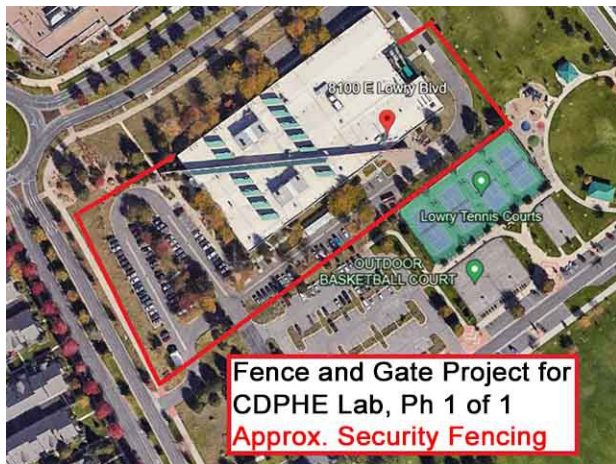 8100 E Lowry Blvd
Lowry Tennis Courts
OUTDOOR
BASKETBALL COURT
Fence and Gate Project for
CDPHE Lab, Ph 1 of 1
Approx. Security Fencing